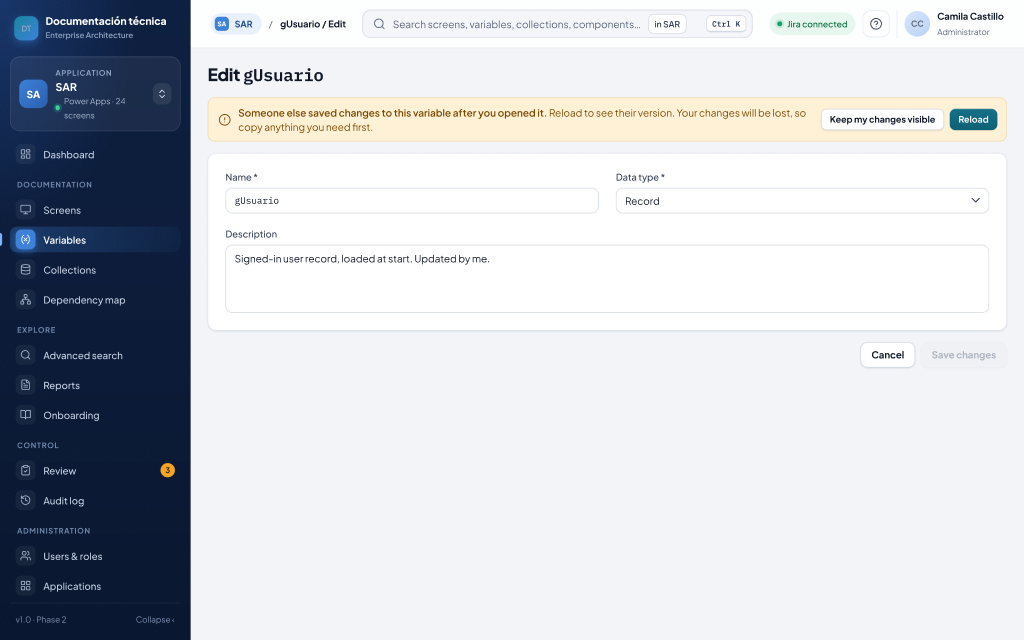 DT
Documentación técnica
Enterprise Architecture
SA
APPLICATION
SAR
Power Apps · 24
screens
Dashboard
DOCUMENTATION
Screens
(x)
Variables
Collections
Dependency map
EXPLORE
Advanced search
Reports
Onboarding
CONTROL
Review
3
Audit log
ADMINISTRATION
Users & roles
Applications
v1.0 · Phase 2
Collapse ‹
SA SAR / gUsuario / Edit
Search screens, variables, collections, components...
in SAR
Ctrl K
Jira connected
CC
Camila Castillo
Administrator
Edit gUsuario
Someone else saved changes to this variable after you opened it. Reload to see their version. Your changes will be lost, so
copy anything you need first.
Keep my changes visible
Reload
Name *
gUsuario
Data type *
Record
Description
Signed-in user record, loaded at start. Updated by me.
Cancel
Save changes